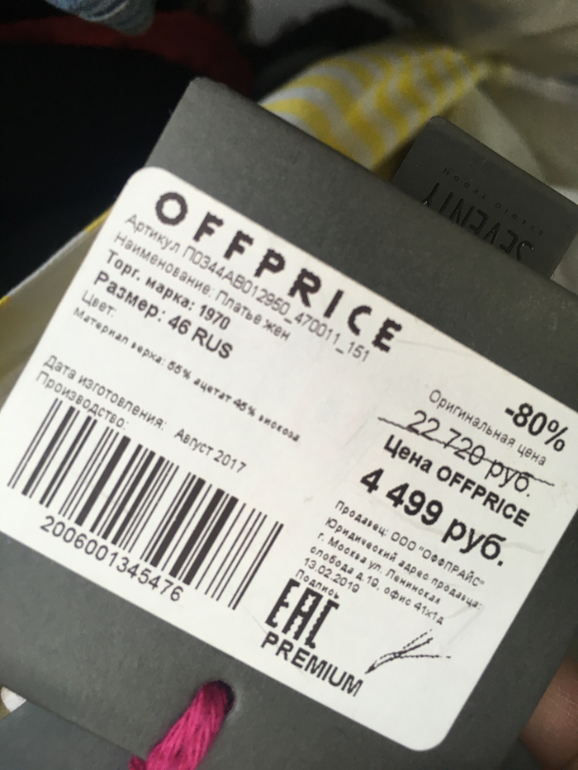 SEVENTY
OFFPRICE
Артикул П0344АВ012950_470011_151
Наименование: Платье жен
Торг. марка: 1970
Размер: 46 RUS
Цвет:
Материал верха: 55% ацетат 45% вискоза
Дата изготовления: Август 2017
Производство:
2006001345476
-80%
Оригинальная цена
22 720 руб.
Цена OFFPRICE
4 499 руб.
Продавец: ООО "ОФФПРАЙС"
Юридический адрес продавца:
г. Москва ул. Ленинская
слобода д.19, офис 41х1д
13.02.2019
Подпись
EAC
PREMIUM